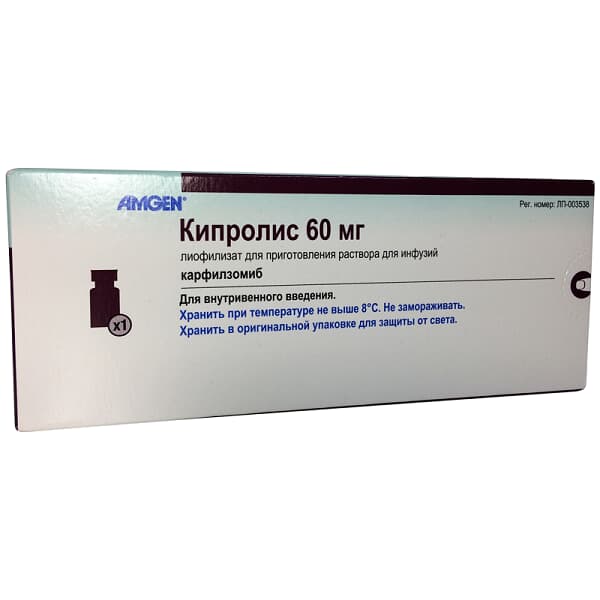 AMGEN®
Рег. номер: ЛП-003538
Кипролис 60 мг
лиофилизат для приготовления раствора для инфузий
карфилзомиб
x1
Для внутривенного введения.
Хранить при температуре не выше 8°С. Не замораживать.
Хранить в оригинальной упаковке для защиты от света.